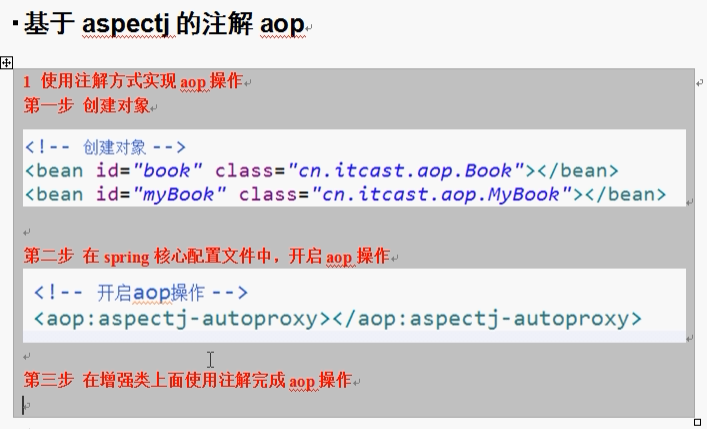 ▪基于 aspectj 的注解 aop
1 使用注解方式实现 aop 操作
第一步 创建对象
<!-- 创建对象 -->
<bean id="book" class="cn.itcast.aop.Book"></bean>
<bean id="myBook" class="cn.itcast.aop.MyBook"></bean>
第二步 在 spring 核心配置文件中，开启 aop 操作
<!-- 开启aop操作 -->
<aop:aspectj-autoproxy></aop:aspectj-autoproxy>
第三步 在增强类上面使用注解完成 aop 操作